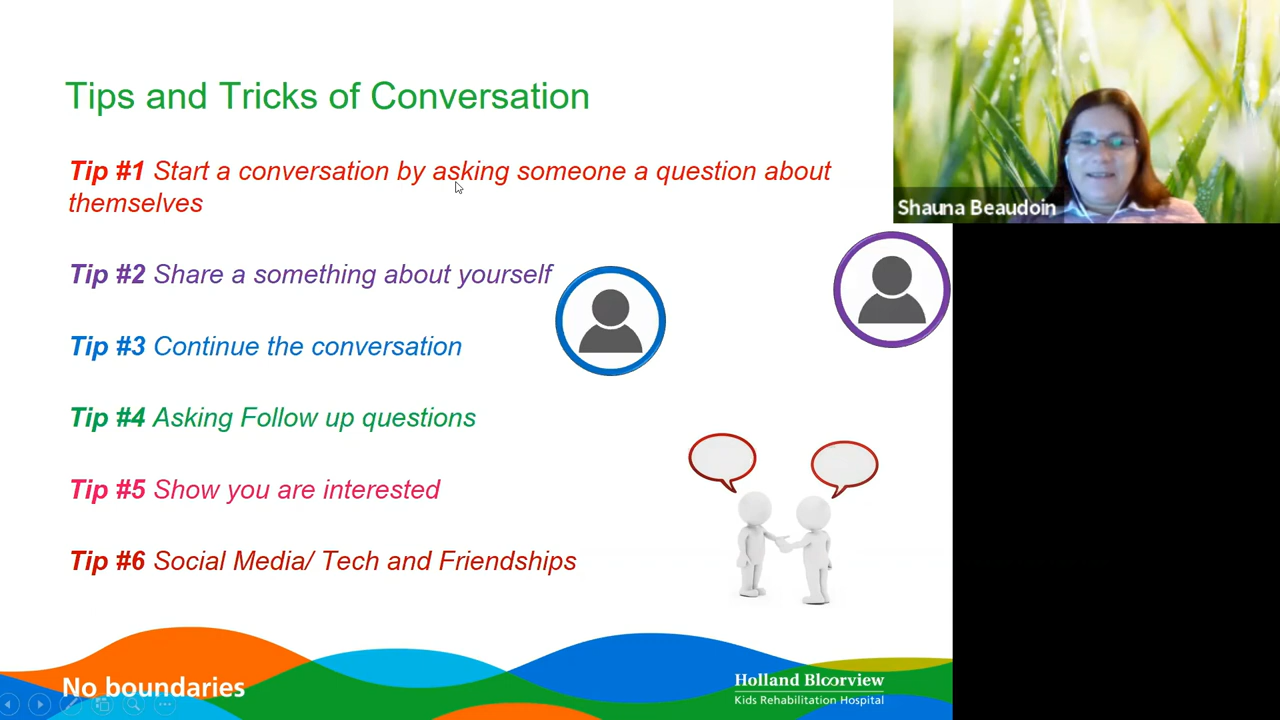 Tips and Tricks of Conversation
Tip #1 Start a conversation by asking someone a question about
themselves
Tip #2 Share a something about yourself
Tip #3 Continue the conversation
Tip #4 Asking Follow up questions
Tip #5 Show you are interested
Tip #6 Social Media/ Tech and Friendships
No boundaries
Holland Bloorview
Kids Rehabilitation Hospital
Shauna Beaudoin